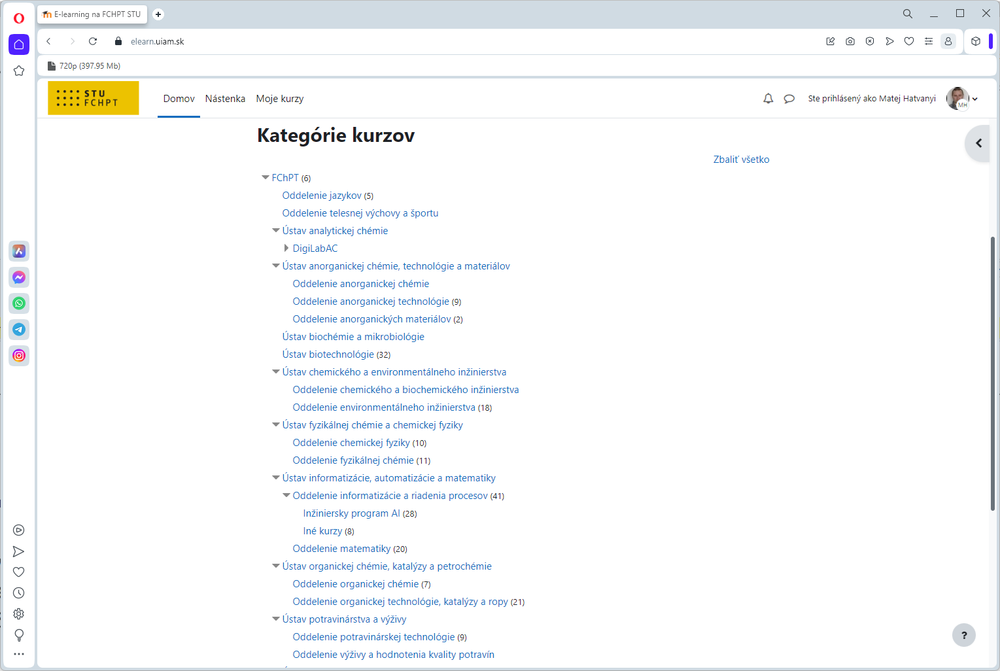 E-learning na FCHPT STU
elearn.uiam.sk
720p (397.95 Mb)
STU
FCHPT
Domov
Nástenka
Moje kurzy
Ste prihlásený ako Matej Hatvanyi
MH
Kategórie kurzov
Zbaliť všetko
FChPT (6)
Oddelenie jazykov (5)
Oddelenie telesnej výchovy a športu
Ústav analytickej chémie
DigiLabAC
Ústav anorganickej chémie, technológie a materiálov
Oddelenie anorganickej chémie
Oddelenie anorganickej technológie (9)
Oddelenie anorganických materiálov (2)
Ústav biochémie a mikrobiológie
Ústav biotechnológie (32)
Ústav chemického a environmentálneho inžinierstva
Oddelenie chemického a biochemického inžinierstva
Oddelenie environmentálneho inžinierstva (18)
Ústav fyzikálnej chémie a chemickej fyziky
Oddelenie chemickej fyziky (10)
Oddelenie fyzikálnej chémie (11)
Ústav informatizácie, automatizácie a matematiky
Oddelenie informatizácie a riadenia procesov (41)
Inžiniersky program AI (28)
Iné kurzy (8)
Oddelenie matematiky (20)
Ústav organickej chémie, katalýzy a petrochémie
Oddelenie organickej chémie (7)
Oddelenie organickej technológie, katalýzy a ropy (21)
Ústav potravinárstva a výživy
Oddelenie potravinárskej technológie (9)
Oddelenie výživy a hodnotenia kvality potravín
?